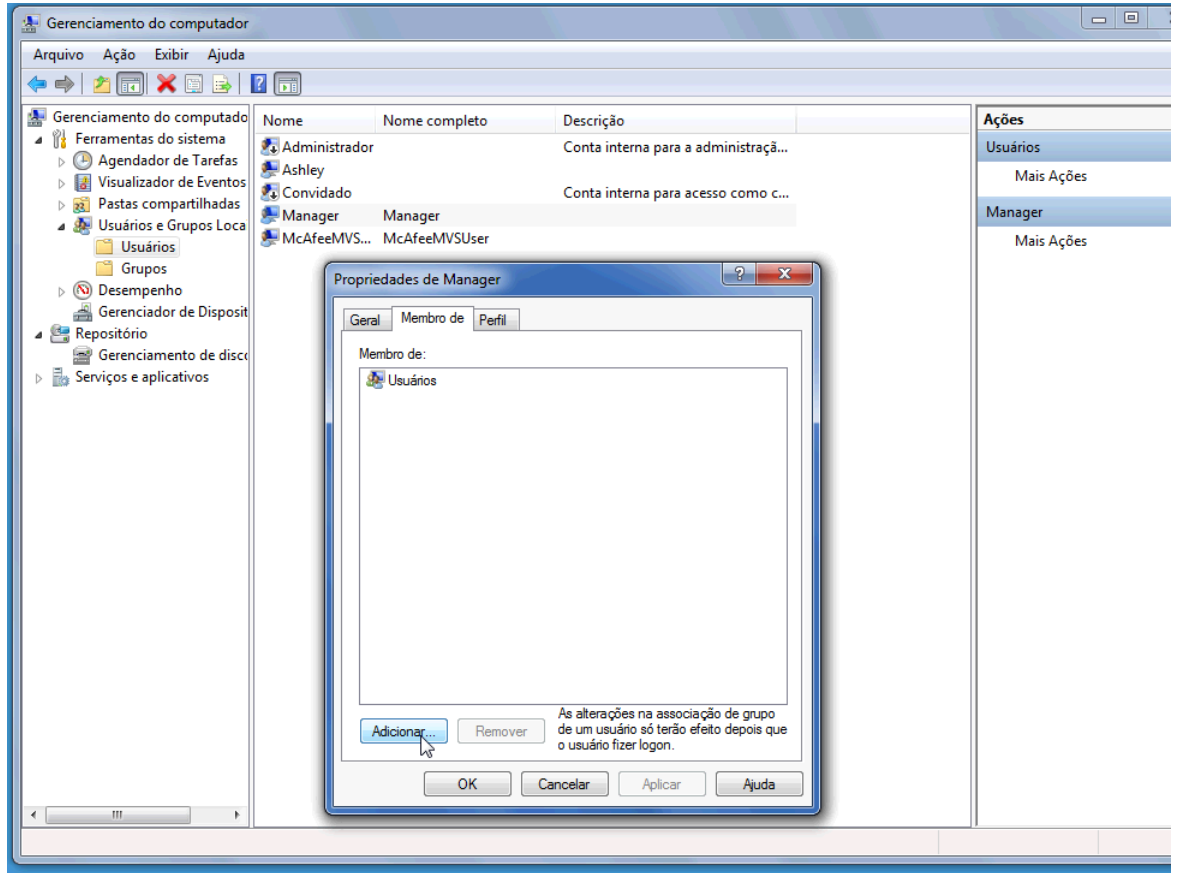 Gerenciamento do computador
Arquivo Ação Exibir Ajuda
Gerenciamento do computado
Ferramentas do sistema
Agendador de Tarefas
Visualizador de Eventos
Pastas compartilhadas
Usuários e Grupos Loca
Usuários
Grupos
Desempenho
Gerenciador de Disposit
Repositório
Gerenciamento de disco
Serviços e aplicativos
Nome Nome completo Descrição
Administrador Conta interna para a administraçã...
Ashley
Convidado Conta interna para acesso como c...
Manager Manager
McAfeeMVS... McAfeeMVSUser
Ações
Usuários
Mais Ações
Manager
Mais Ações
Propriedades de Manager
Geral Membro de Perfil
Membro de:
Usuários
Adicionar... Remover
As alterações na associação de grupo
de um usuário só terão efeito depois que
o usuário fizer logon.
OK Cancelar Aplicar Ajuda